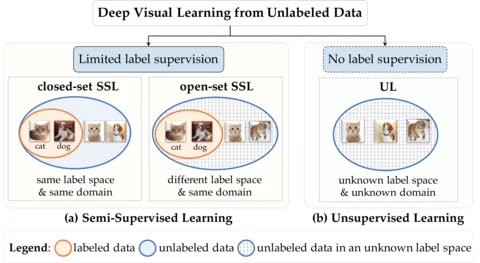 Deep Visual Learning from Unlabeled Data
Limited label supervision
No label supervision
closed-set SSL
cat
dog
same label space
& same domain
open-set SSL
cat
dog
different label space
& same domain
UL
unknown label space
& unknown domain
(a) Semi-Supervised Learning
(b) Unsupervised Learning
Legend: labeled data unlabeled data unlabeled data in an unknown label space